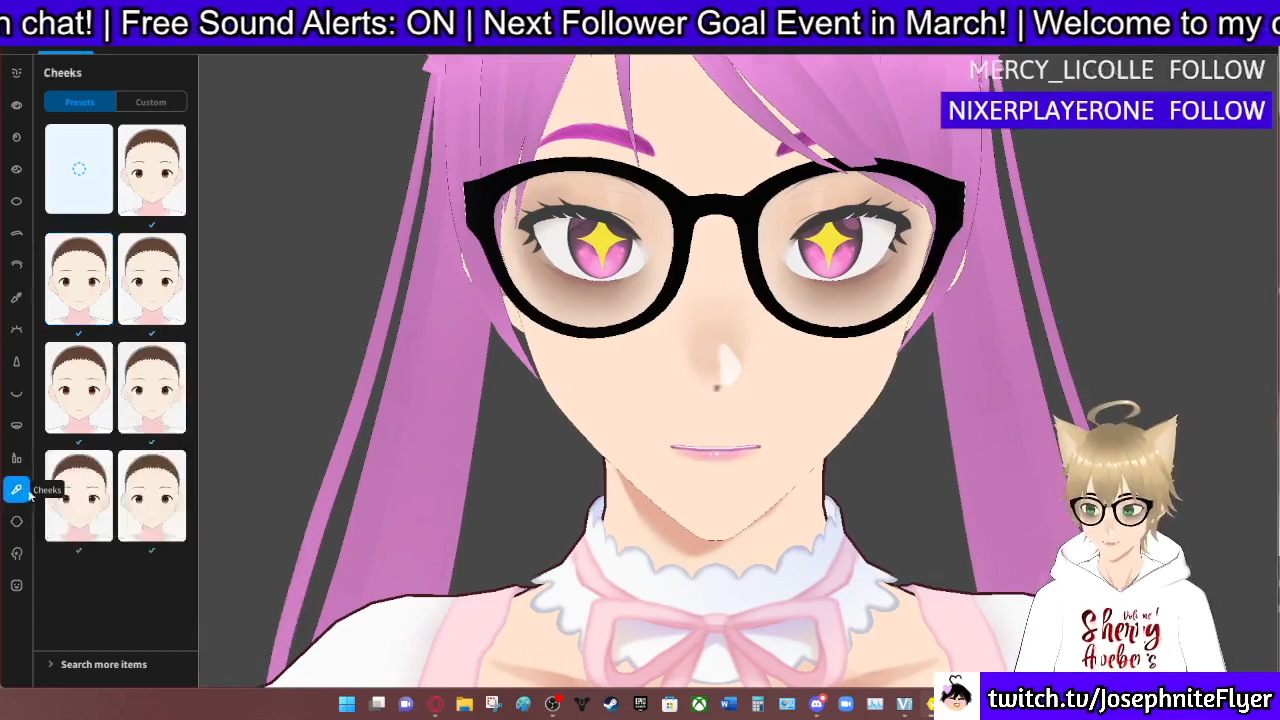 n chat! | Free Sound Alerts: ON | Next Follower Goal Event in March! | Welcome to my c
Cheeks
Presets
Custom
MERCY_LICOLLE FOLLOW
NIXERPLAYERONE FOLLOW
Cheeks
Search more items
Sherry
twitch.tv/JosephniteFlyer